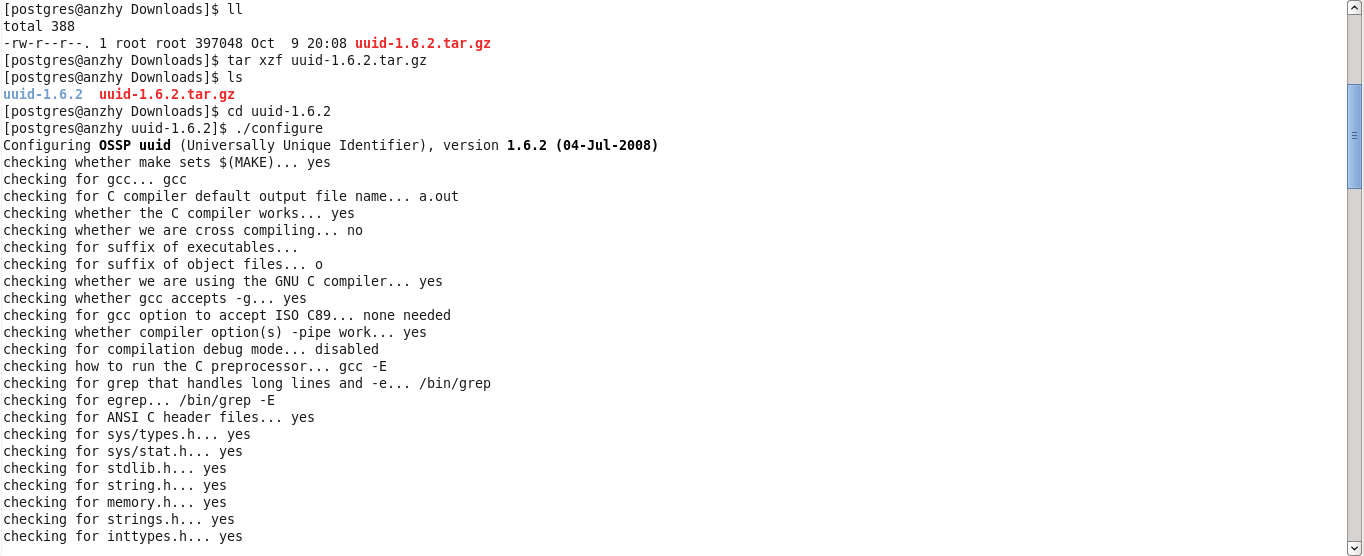 [postgres@anzhy Downloads]$ ll
total 388
-rw-r--r--. 1 root root 397048 Oct  9 20:08 uuid-1.6.2.tar.gz
[postgres@anzhy Downloads]$ tar xzf uuid-1.6.2.tar.gz
[postgres@anzhy Downloads]$ ls
uuid-1.6.2  uuid-1.6.2.tar.gz
[postgres@anzhy Downloads]$ cd uuid-1.6.2
[postgres@anzhy uuid-1.6.2]$ ./configure
Configuring OSSP uuid (Universally Unique Identifier), version 1.6.2 (04-Jul-2008)
checking whether make sets $(MAKE)... yes
checking for gcc... gcc
checking for C compiler default output file name... a.out
checking whether the C compiler works... yes
checking whether we are cross compiling... no
checking for suffix of executables...
checking for suffix of object files... o
checking whether we are using the GNU C compiler... yes
checking whether gcc accepts -g... yes
checking for gcc option to accept ISO C89... none needed
checking whether compiler option(s) -pipe work... yes
checking for compilation debug mode... disabled
checking how to run the C preprocessor... gcc -E
checking for grep that handles long lines and -e... /bin/grep
checking for egrep... /bin/grep -E
checking for ANSI C header files... yes
checking for sys/types.h... yes
checking for sys/stat.h... yes
checking for stdlib.h... yes
checking for string.h... yes
checking for memory.h... yes
checking for strings.h... yes
checking for inttypes.h... yes